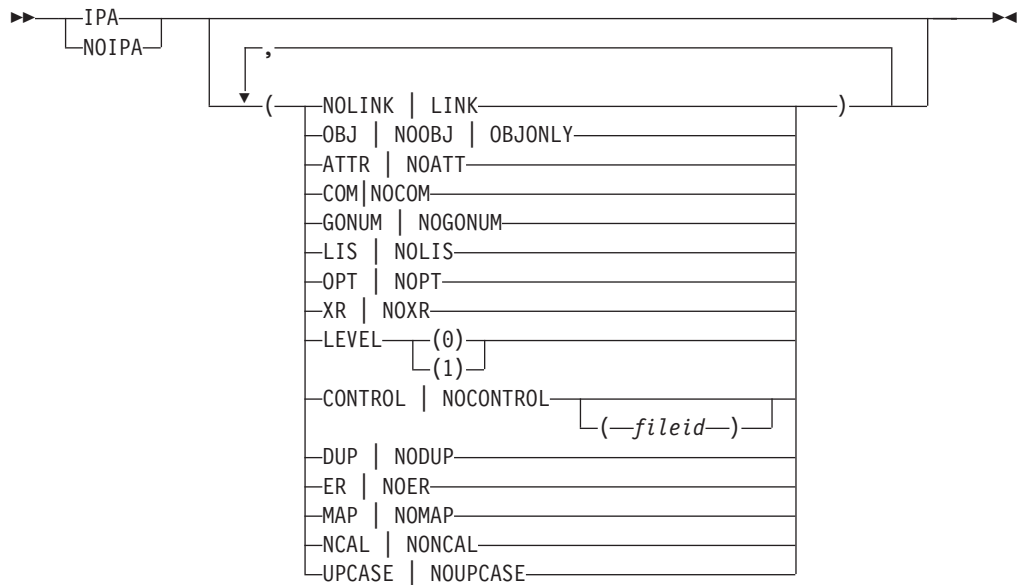 IPA
NOIPA
,
( NOLINK | LINK )
OBJ | NOOBJ | OBJONLY
ATTR | NOATT
COM|NOCOM
GONUM | NOGONUM
LIS | NOLIS
OPT | NOPT
XR | NOXR
LEVEL (0)
(1)
CONTROL | NOCONTROL
( fileid )
DUP | NODUP
ER | NOER
MAP | NOMAP
NCAL | NONCAL
UPCASE | NOUPCASE